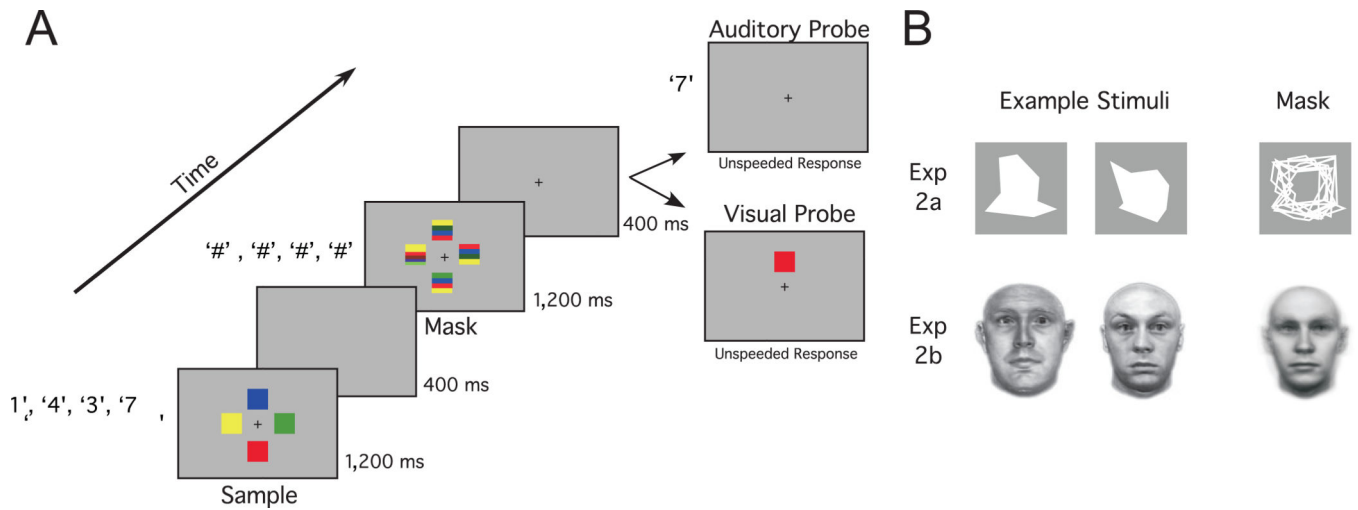 A
Time
1', '4', '3', '7 '
'
Sample
1,200 ms
400 ms
'#' , '#', '#', '#'
Mask
1,200 ms
400 ms
Auditory Probe
'7'
Unspeeded Response
Visual Probe
Unspeeded Response
B
Example Stimuli
Mask
Exp
2a
Exp
2b